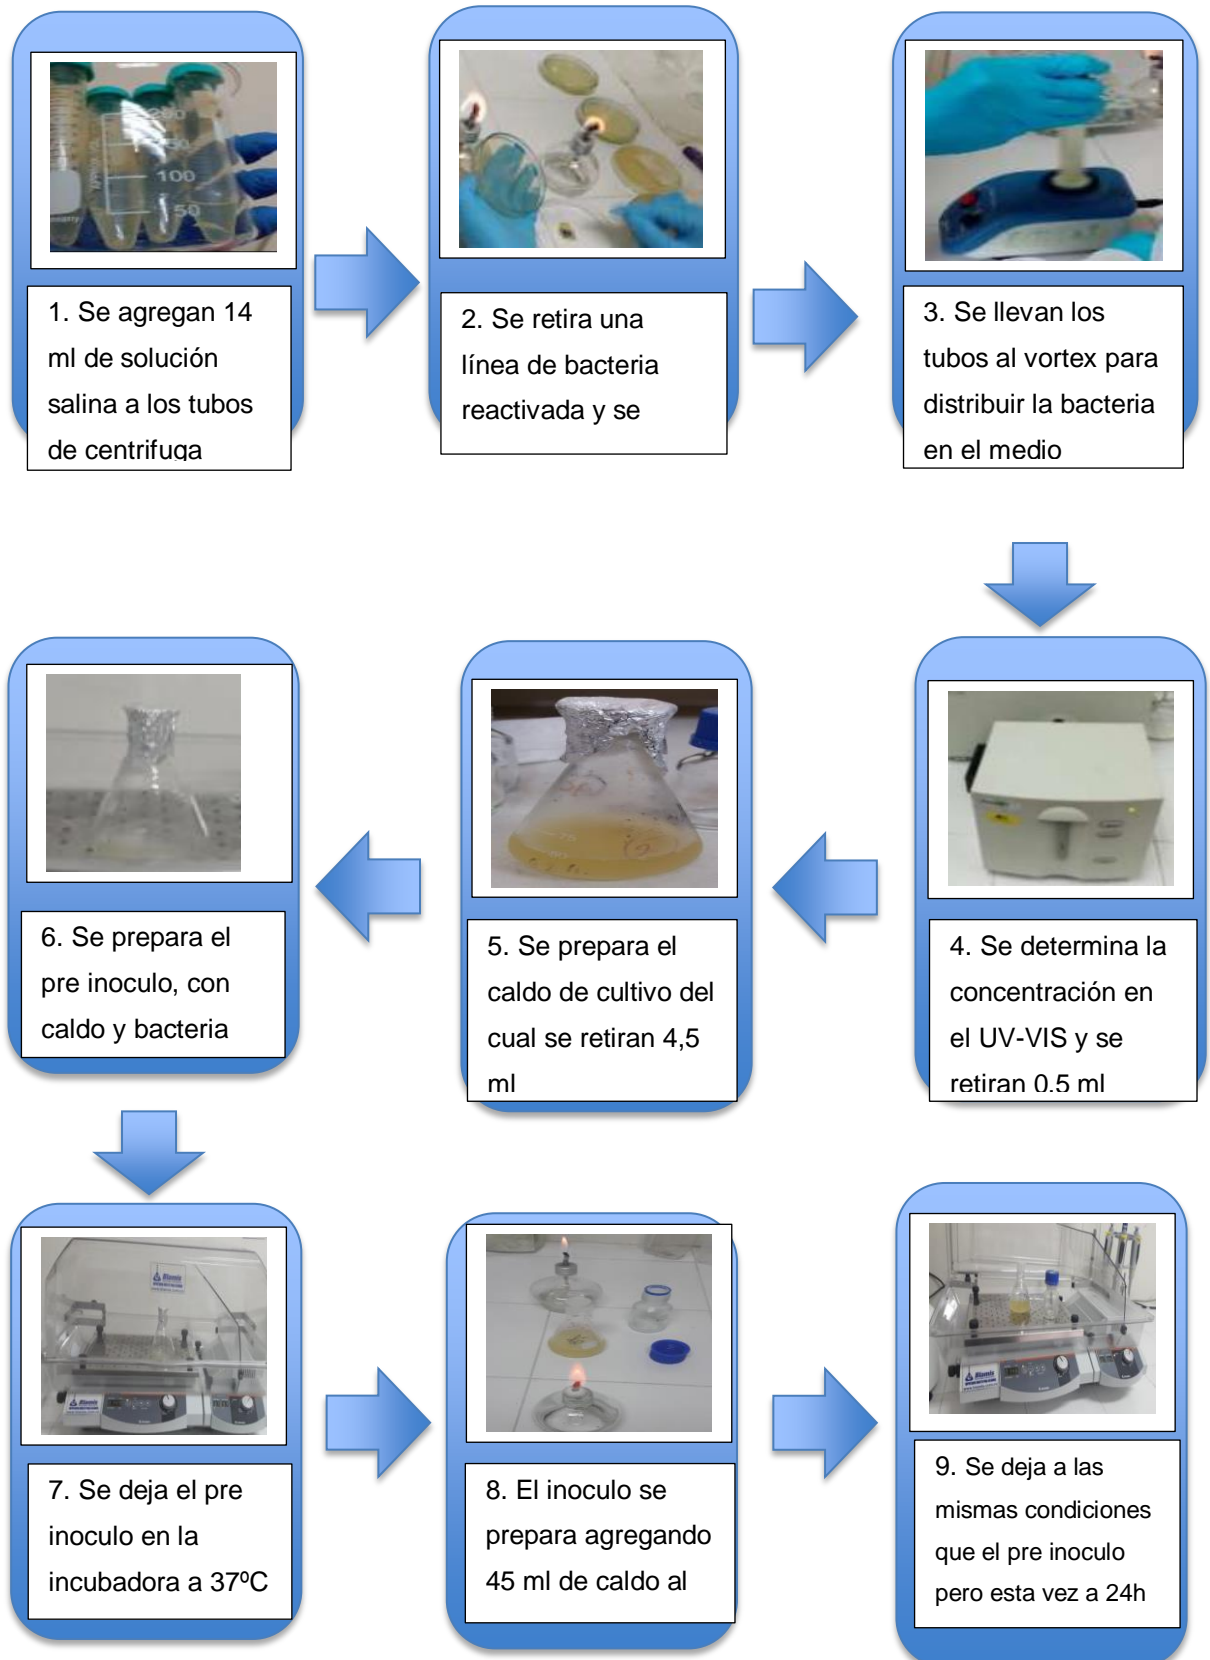 200
150
100
50
1. Se agregan 14
ml de solución
salina a los tubos
de centrifuga
2. Se retira una
línea de bacteria
reactivada y se
3. Se llevan los
tubos al vortex para
distribuir la bacteria
en el medio
4. Se determina la
concentración en
el UV-VIS y se
retiran 0.5 ml
5. Se prepara el
caldo de cultivo del
cual se retiran 4,5
ml
6. Se prepara el
pre inoculo, con
caldo y bacteria
7. Se deja el pre
inoculo en la
incubadora a 37ºC
8. El inoculo se
prepara agregando
45 ml de caldo al
9. Se deja a las
mismas condiciones
que el pre inoculo
pero esta vez a 24h